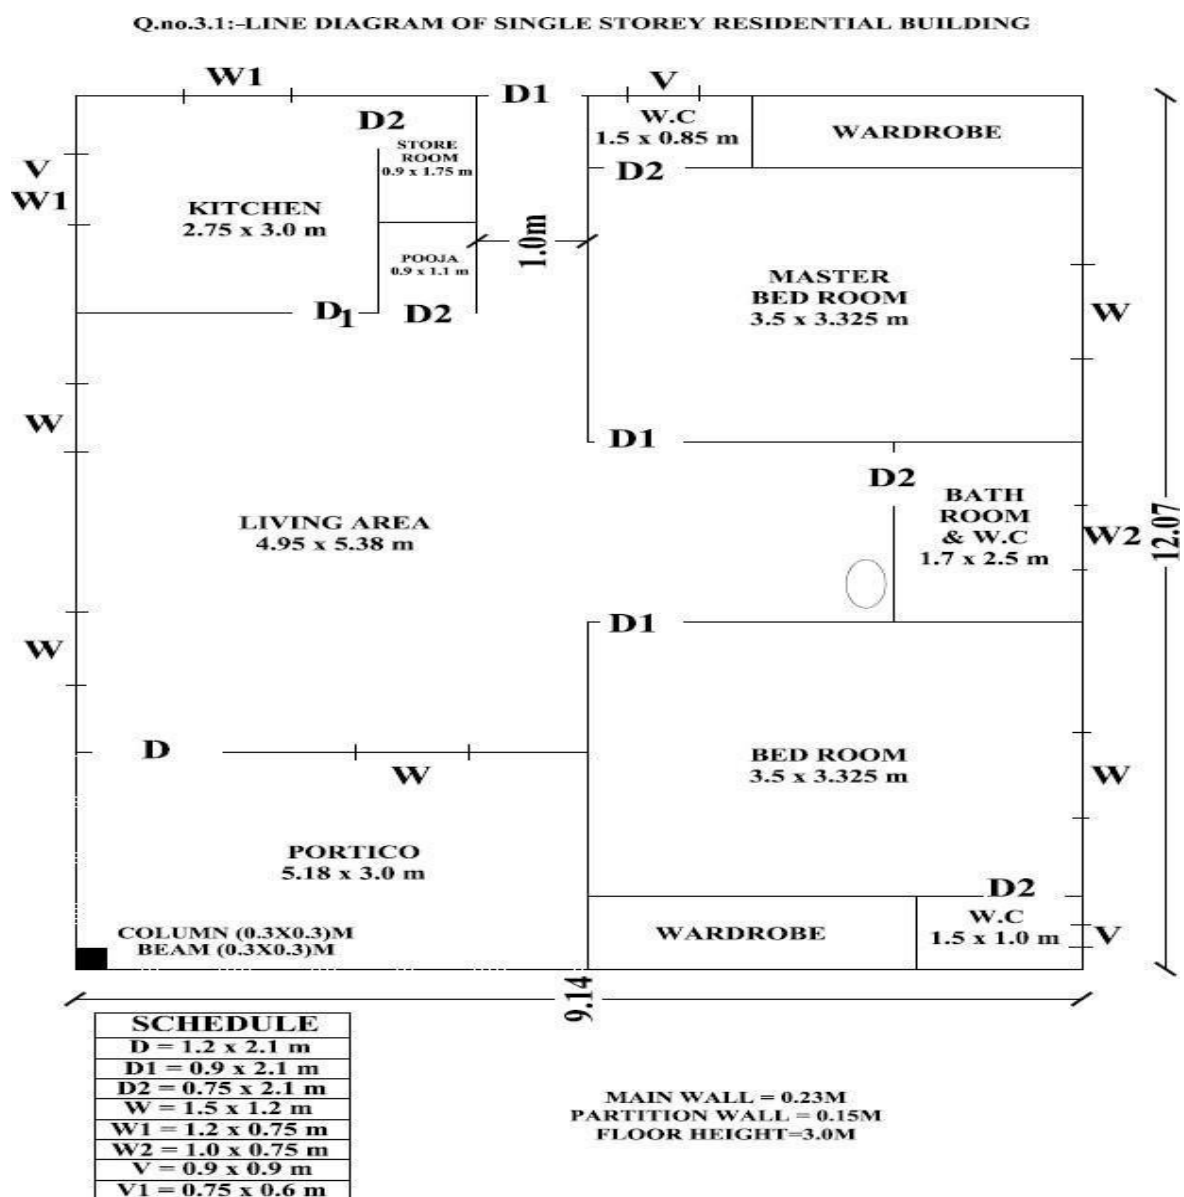 Q.no.3.1:-LINE DIAGRAM OF SINGLE STOREY RESIDENTIAL BUILDING
W1
V
D1
W.C
1.5 x 0.85 m
WARDROBE
D2
STORE
ROOM
0.9 x 1.75 m
V
W1
D2
KITCHEN
2.75 x 3.0 m
1.0m
POOJA
0.9 x 1.1 m
MASTER
BED ROOM
3.5 x 3.325 m
D1
D2
W
W
D1
D2
BATH
ROOM
& W.C
1.7 x 2.5 m
W2
12.07
LIVING AREA
4.95 x 5.38 m
D1
W
D
W
BED ROOM
3.5 x 3.325 m
W
PORTICO
5.18 x 3.0 m
D2
COLUMN (0.3X0.3)M
BEAM (0.3X0.3)M
WARDROBE
W.C
1.5 x 1.0 m
V
9.14
SCHEDULE
D = 1.2 x 2.1 m
D1 = 0.9 x 2.1 m
D2 = 0.75 x 2.1 m
W = 1.5 x 1.2 m
W1 = 1.2 x 0.75 m
W2 = 1.0 x 0.75 m
V = 0.9 x 0.9 m
V1 = 0.75 x 0.6 m
MAIN WALL = 0.23M
PARTITION WALL = 0.15M
FLOOR HEIGHT=3.0M